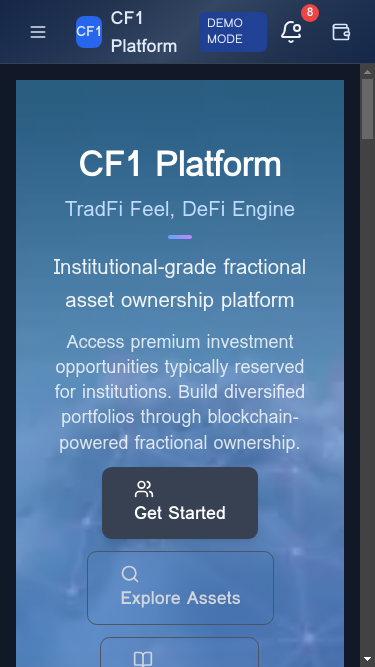 CF1
CF1
Platform
DEMO
MODE
8
CF1 Platform
TradFi Feel, DeFi Engine
Institutional-grade fractional
asset ownership platform
Access premium investment
opportunities typically reserved
for institutions. Build diversified
portfolios through blockchain-
powered fractional ownership.
Get Started
Explore Assets